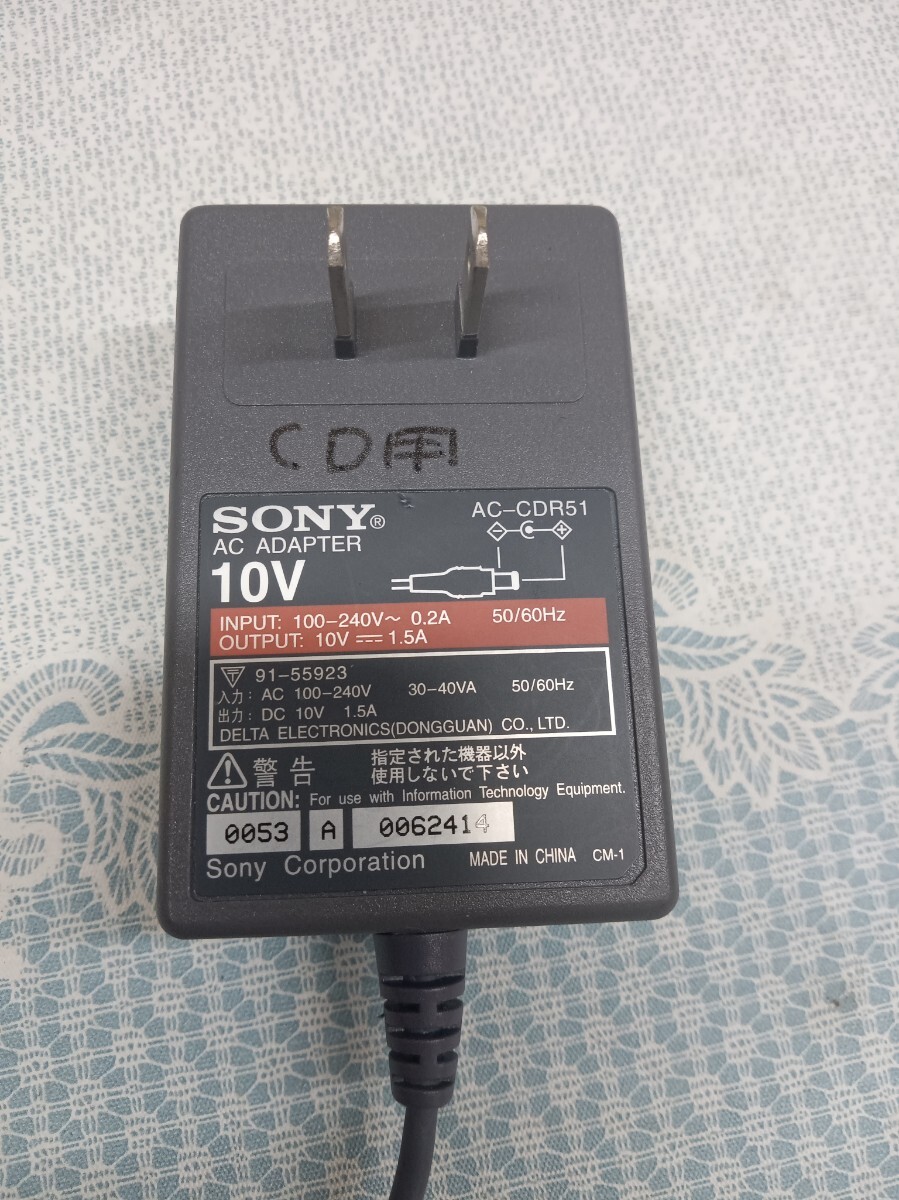 CD用
SONY® AC-CDR51
AC ADAPTER
10V
INPUT: 100-240V～ 0.2A 50/60Hz
OUTPUT: 10V ⎓ 1.5A
91-55923
入力: AC 100-240V 30-40VA 50/60Hz
出力: DC 10V 1.5A
DELTA ELECTRONICS(DONGGUAN) CO., LTD.
警告 指定された機器以外
使用しないで下さい
CAUTION: For use with Information Technology Equipment.
0053 A 0062414
Sony Corporation MADE IN CHINA CM-1